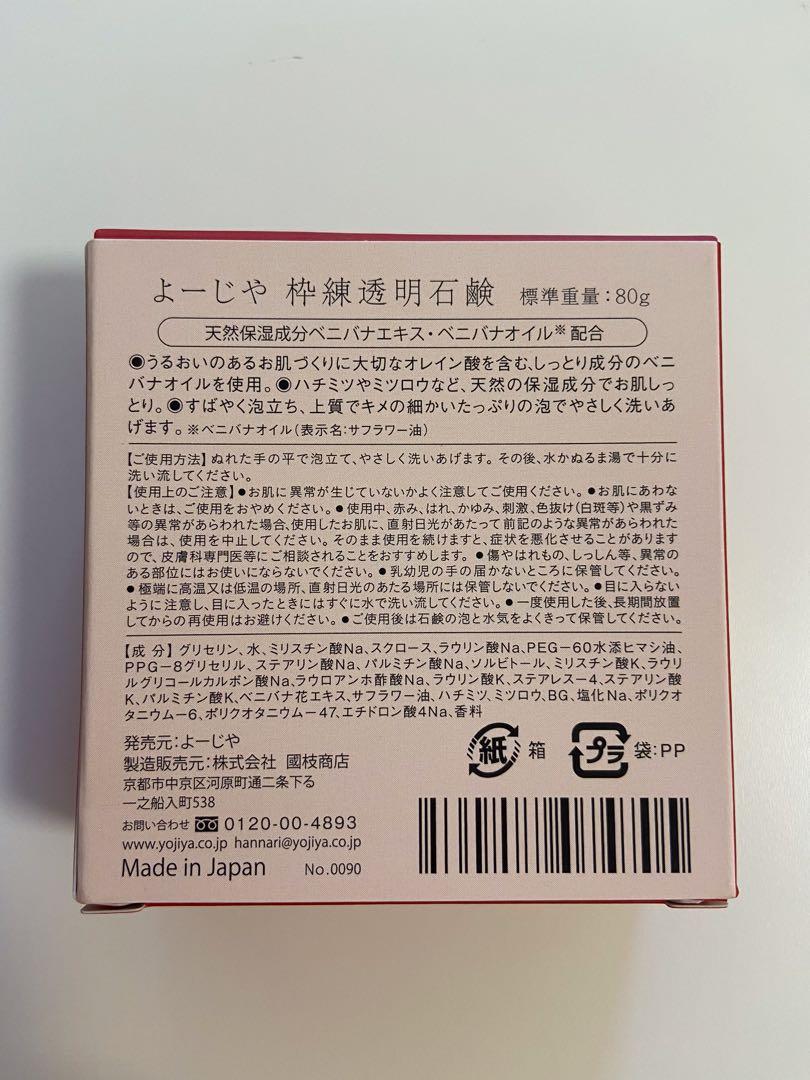 よーじや 枠練透明石鹸 標準重量：80g
天然保湿成分ベニバナエキス・ベニバナオイル※配合
◉うるおいのあるお肌づくりに大切なオレイン酸を含む、しっとり成分のベニ
バナオイルを使用。◉ハチミツやミツロウなど、天然の保湿成分でお肌しっ
とり。◉すばやく泡立ち、上質でキメの細かいたっぷりの泡でやさしく洗いあ
げます。※ベニバナオイル（表示名：サフラワー油）
【ご使用方法】ぬれた手の平で泡立て、やさしく洗いあげます。その後、水かぬるま湯で十分に
洗い流してください。
【使用上のご注意】●お肌に異常が生じていないかよく注意してご使用ください。●お肌にあわな
いときは、ご使用をおやめください。●使用中、赤み、はれ、かゆみ、刺激、色抜け(白斑等)や黒ずみ
等の異常があらわれた場合、使用したお肌に、直射日光があたって前記のような異常があらわれた
場合は、使用を中止してください。そのまま使用を続けますと、症状を悪化させることがあります
ので、皮膚科専門医等にご相談されることをおすすめします。●傷やはれもの、しっしん等、異常の
ある部位にはお使いにならないでください。●乳幼児の手の届かないところに保管してください。
●極端に高温又は低温の場所、直射日光のあたる場所には保管しないでください。●目に入らない
ように注意し、目に入ったときにはすぐに水で洗い流してください。●一度使用した後、長期間放置
してからの再使用はお避けください。●ご使用後は石鹸の泡と水気をよくきって保管してください。
【成 分】グリセリン、水、ミリスチン酸Na、スクロース、ラウリン酸Na、PEG－60水添ヒマシ油、
PPG－8グリセリル、ステアリン酸Na、パルミチン酸Na、ソルビトール、ミリスチン酸K、ラウリ
ルグリコールカルボン酸Na、ラウロアンホ酢酸Na、ラウリン酸K、ステアレス－4、ステアリン酸
K、パルミチン酸K、ベニバナ花エキス、サフラワー油、ハチミツ、ミツロウ、BG、塩化Na、ポリクオ
タニウム－6、ポリクオタニウム－47、エチドロン酸4Na、香料
発売元：よーじや
製造販売元：株式会社 國枝商店
京都市中京区河原町通二条下る
一之船入町538
紙 箱 プラ 袋：PP
お問い合わせ 0120-00-4893
www.yojiya.co.jp hannari@yojiya.co.jp
Made in Japan No.0090